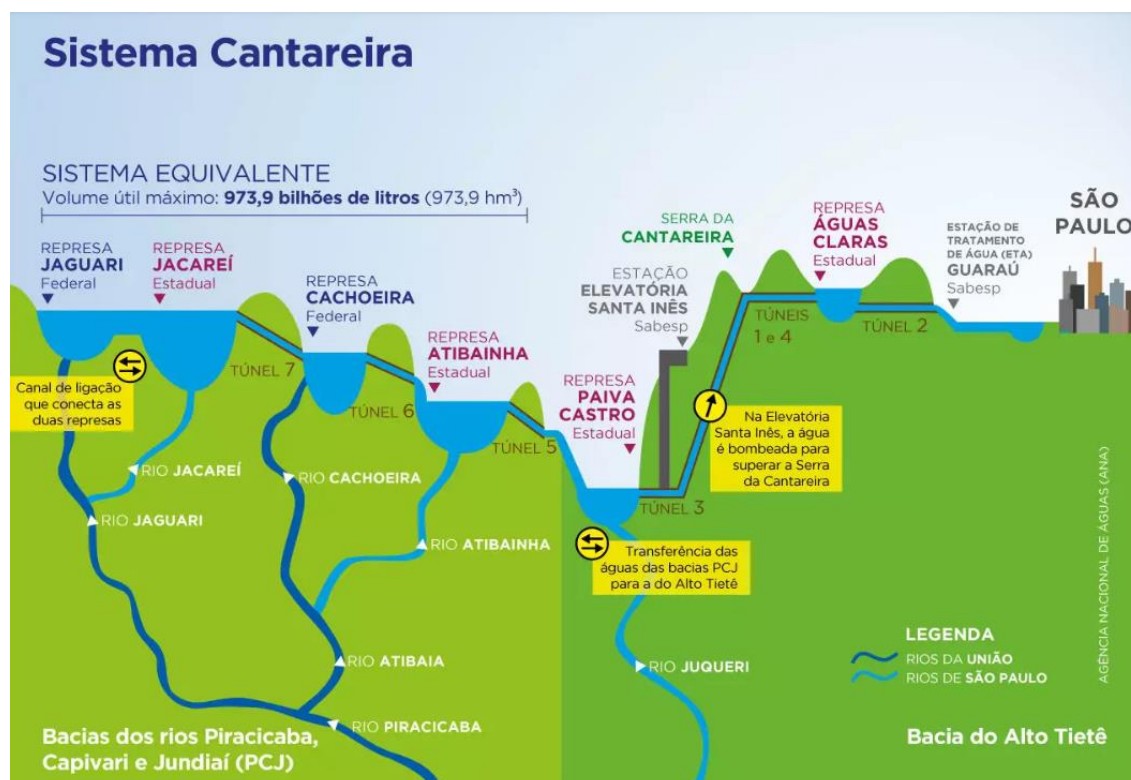 Sistema Cantareira
SISTEMA EQUIVALENTE
Volume útil máximo: 973,9 bilhões de litros (973,9 hm³)
REPRESA
JAGUARI
Federal
REPRESA
JACAREÍ
Estadual
REPRESA
CACHOEIRA
Federal
REPRESA
ATIBAINHA
Estadual
REPRESA
PAIVA
CASTRO
Estadual
ESTAÇÃO
ELEVATÓRIA
SANTA INÊS
Sabesp
SERRA DA
CANTAREIRA
REPRESA
ÁGUAS
CLARAS
Estadual
ESTAÇÃO DE
TRATAMENTO
DE ÁGUA (ETA)
GUARAÚ
Sabesp
SÃO
PAULO
Canal de ligação
que conecta as
duas represas
TÚNEL 7
TÚNEL 6
TÚNEL 5
TÚNEL 3
TÚNEIS
1 e 4
TÚNEL 2
Na Elevatória
Santa Inês, a água
é bombeada para
superar a Serra
da Cantareira
Transferência das
águas das bacias PCJ
para a do Alto Tietê
RIO JACAREÍ
RIO JAGUARI
RIO CACHOEIRA
RIO ATIBAINHA
RIO ATIBAIA
RIO PIRACICABA
RIO JUQUERI
LEGENDA
RIOS DA UNIÃO
RIOS DE SÃO PAULO
AGÊNCIA NACIONAL DE ÁGUAS (ANA)
Bacias dos rios Piracicaba,
Capivari e Jundiaí (PCJ)
Bacia do Alto Tietê